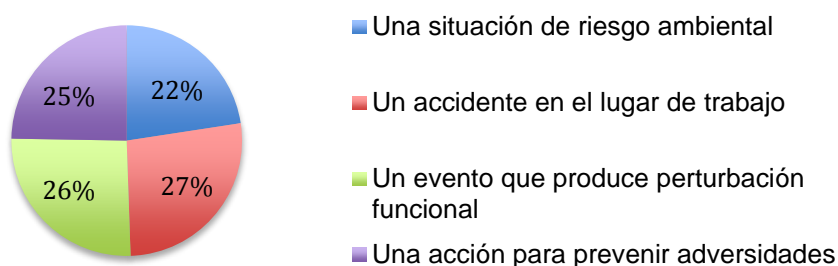 Una situación de riesgo ambiental
25%
22%
Un accidente en el lugar de trabajo
26%
27%
Un evento que produce perturbación
funcional
Una acción para prevenir adversidades